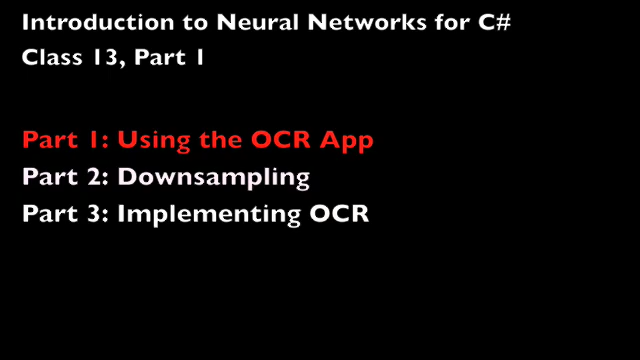 Introduction to Neural Networks for C#
Class 13, Part 1
Part 1: Using the OCR App
Part 2: Downsampling
Part 3: Implementing OCR